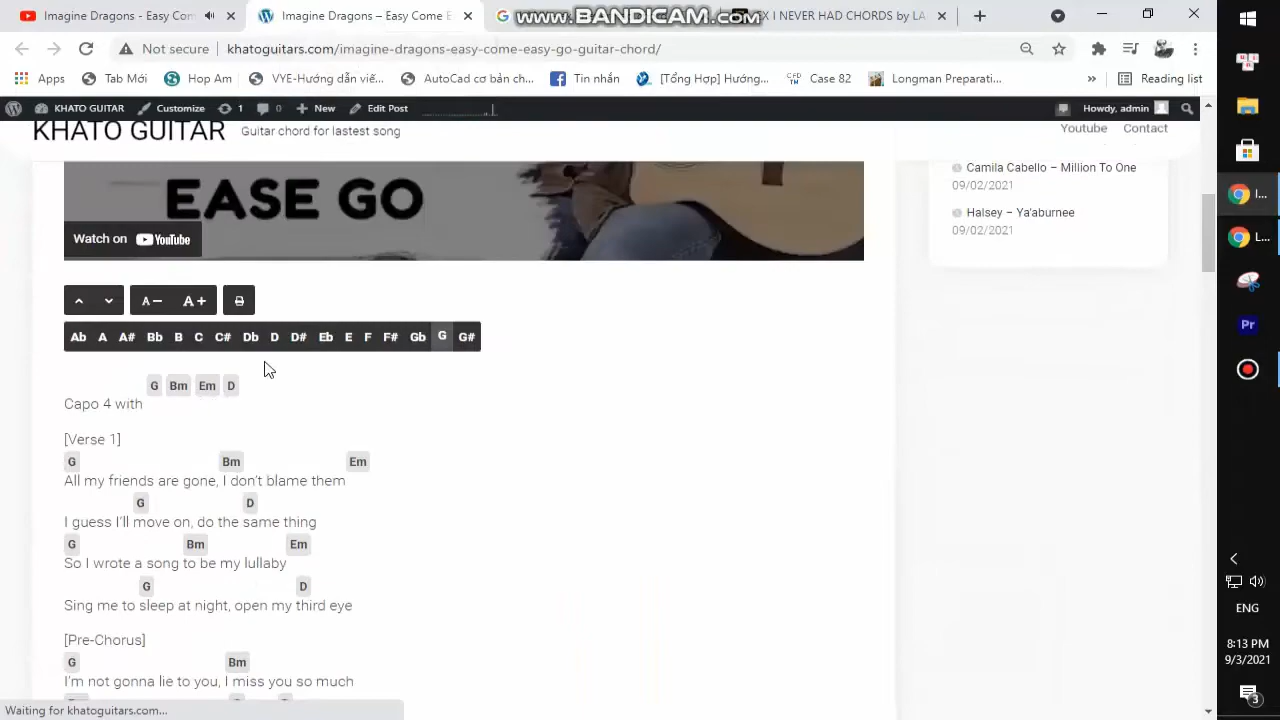 www.BANDICAM.com
Imagine Dragons - Easy Com
Imagine Dragons – Easy Come E
X I NEVER HAD CHORDS by LA
Not secure khatoguitars.com/imagine-dragons-easy-come-easy-go-guitar-chord/
Apps Tab Mới Hop Am VYE-Hướng dẫn viế... AutoCad cơ bản ch... Tin nhắn [Tổng Hợp] Hướng... Case 82 Longman Preparati... » Reading list
KHATO GUITAR Customize 1 0 New Edit Post Howdy, admin
KHATO GUITAR Guitar chord for lastest song Youtube Contact
EASE GO
Watch on YouTube
Camila Cabello – Million To One
09/02/2021
Halsey – Ya'aburnee
09/02/2021
A− A+
Ab A A# Bb B C C# Db D D# Eb E F F# Gb G G#
G Bm Em D
Capo 4 with
[Verse 1]
G Bm Em
All my friends are gone, I don't blame them
G D
I guess I'll move on, do the same thing
G Bm Em
So I wrote a song to be my lullaby
G D
Sing me to sleep at night, open my third eye
[Pre-Chorus]
G Bm
I'm not gonna lie to you, I miss you so much
Waiting for khatoguitars.com...
I...
L...
Pr
ENG
8:13 PM
9/3/2021
3